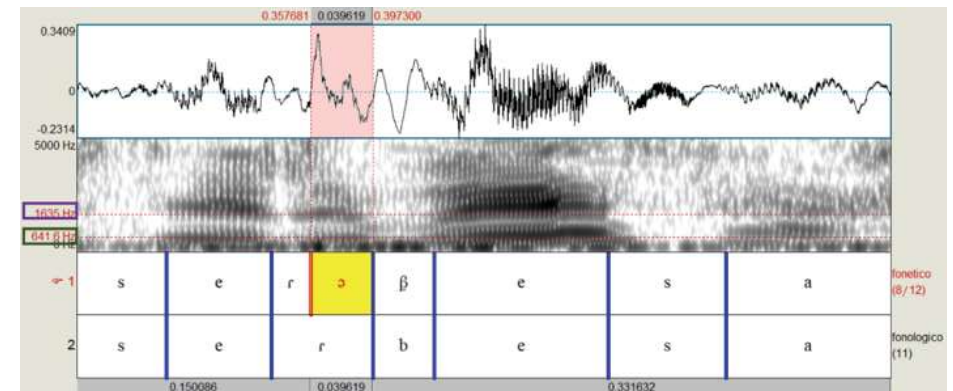 0.357681 0.039619 0.397300
0.3409
0
-0.2314
5000 Hz
1635 Hz
641.6 Hz
0 Hz
1 s e ɾ ɔ β e s a fonetico (8/12)
2 s e ɾ b e s a fonologico (11)
0.150086 0.039619 0.331632